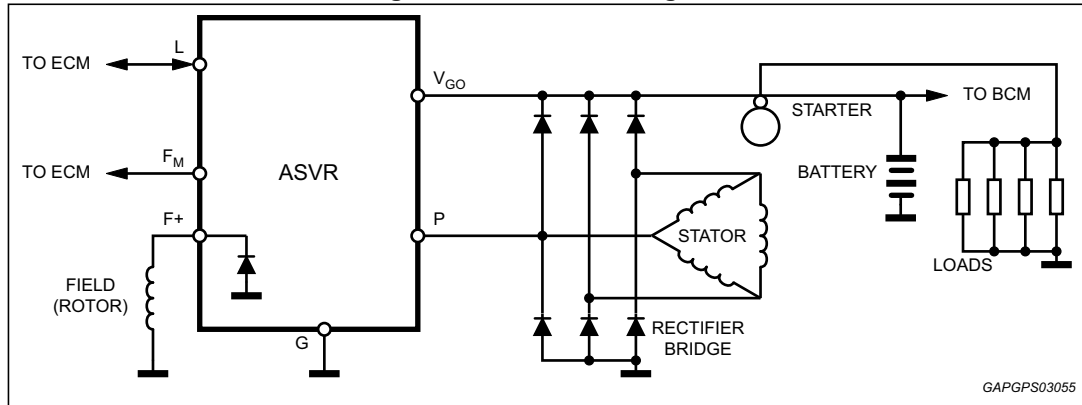 L
TO ECM
V_GO
TO BCM
STARTER
F_M
TO ECM
ASVR
BATTERY
F+
P
STATOR
LOADS
FIELD
(ROTOR)
G
RECTIFIER
BRIDGE
GAPGPS03055